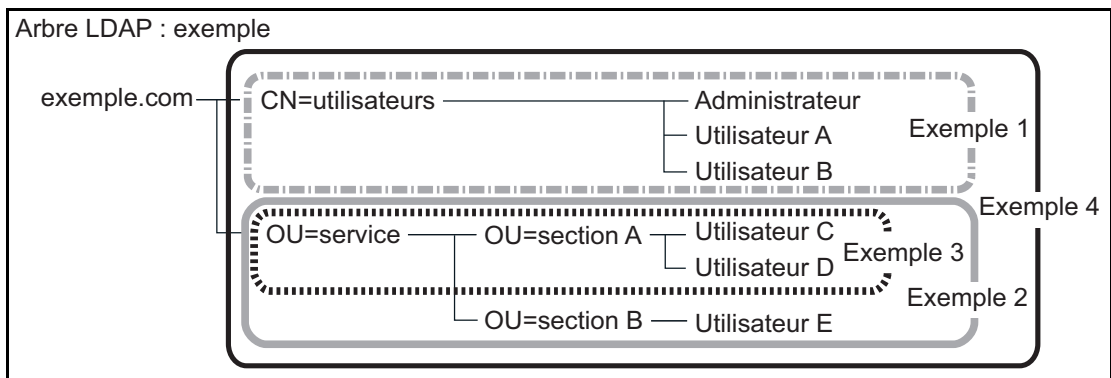 Arbre LDAP : exemple
exemple.com CN=utilisateurs Administrateur
Utilisateur A Exemple 1
Utilisateur B
Exemple 4
OU=service OU=section A Utilisateur C
Exemple 3
Utilisateur D
Exemple 2
OU=section B Utilisateur E